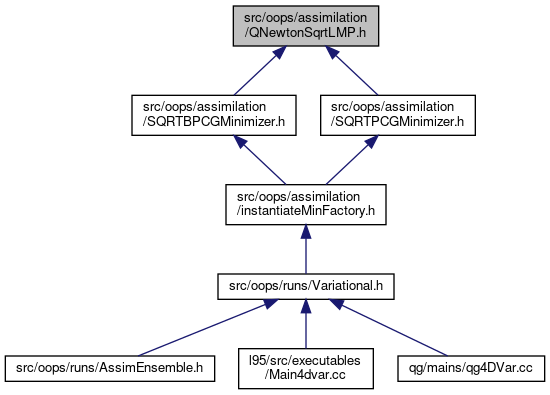 src/oops/assimilation
/QNewtonSqrtLMP.h
src/oops/assimilation
/SQRTBPCGMinimizer.h
src/oops/assimilation
/SQRTPCGMinimizer.h
src/oops/assimilation
/instantiateMinFactory.h
src/oops/runs/Variational.h
src/oops/runs/AssimEnsemble.h
l95/src/executables
/Main4dvar.cc
qg/mains/qg4DVar.cc